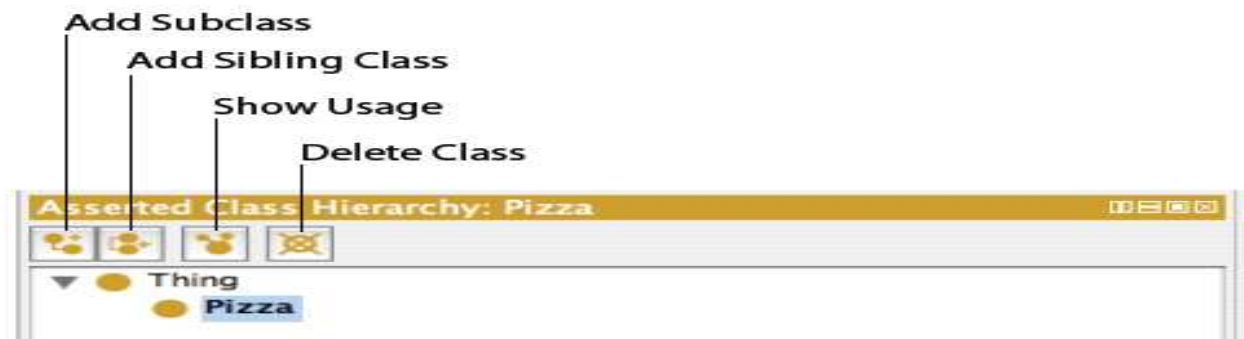 Add Subclass
Add Sibling Class
Show Usage
Delete Class
Asserted Class Hierarchy: Pizza
Thing
Pizza